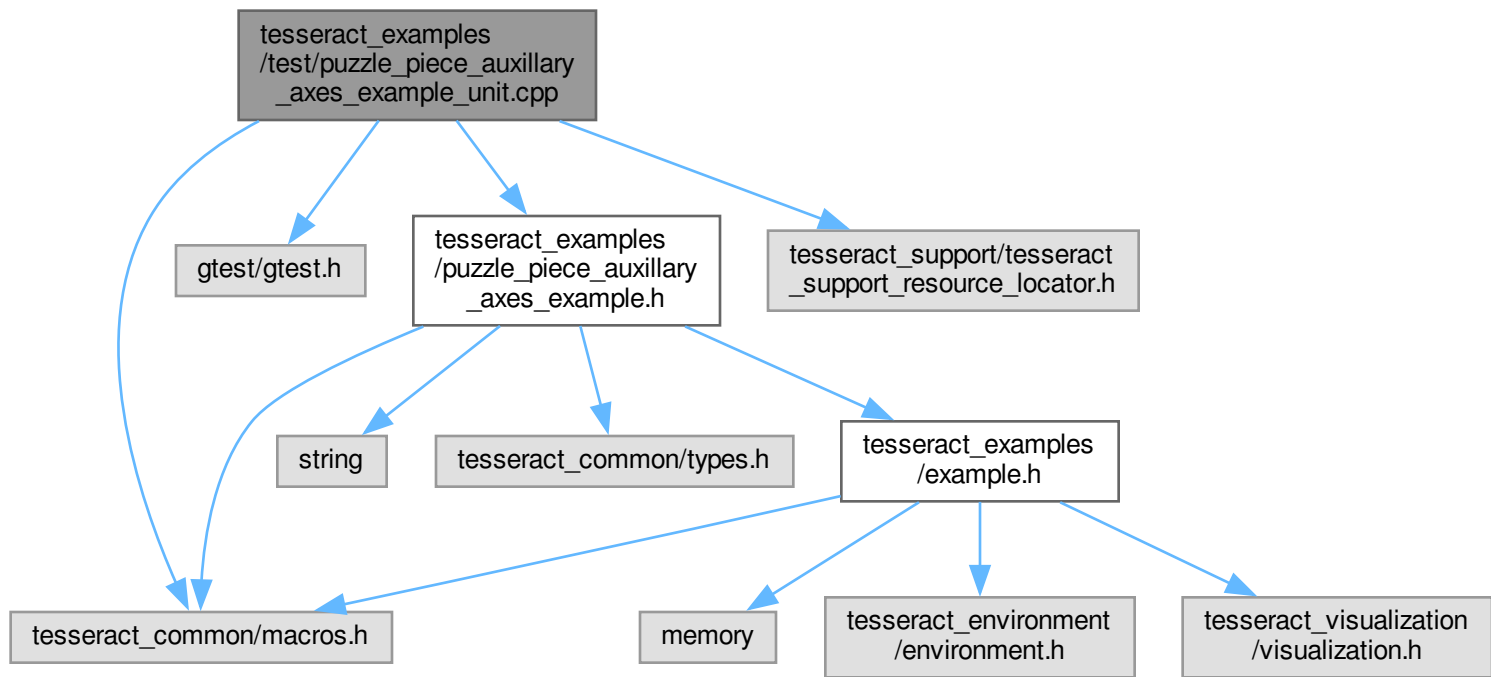 tesseract_examples
/test/puzzle_piece_auxillary
_axes_example_unit.cpp
gtest/gtest.h
tesseract_examples
/puzzle_piece_auxillary
_axes_example.h
tesseract_support/tesseract
_support_resource_locator.h
string
tesseract_common/types.h
tesseract_examples
/example.h
tesseract_common/macros.h
memory
tesseract_environment
/environment.h
tesseract_visualization
/visualization.h